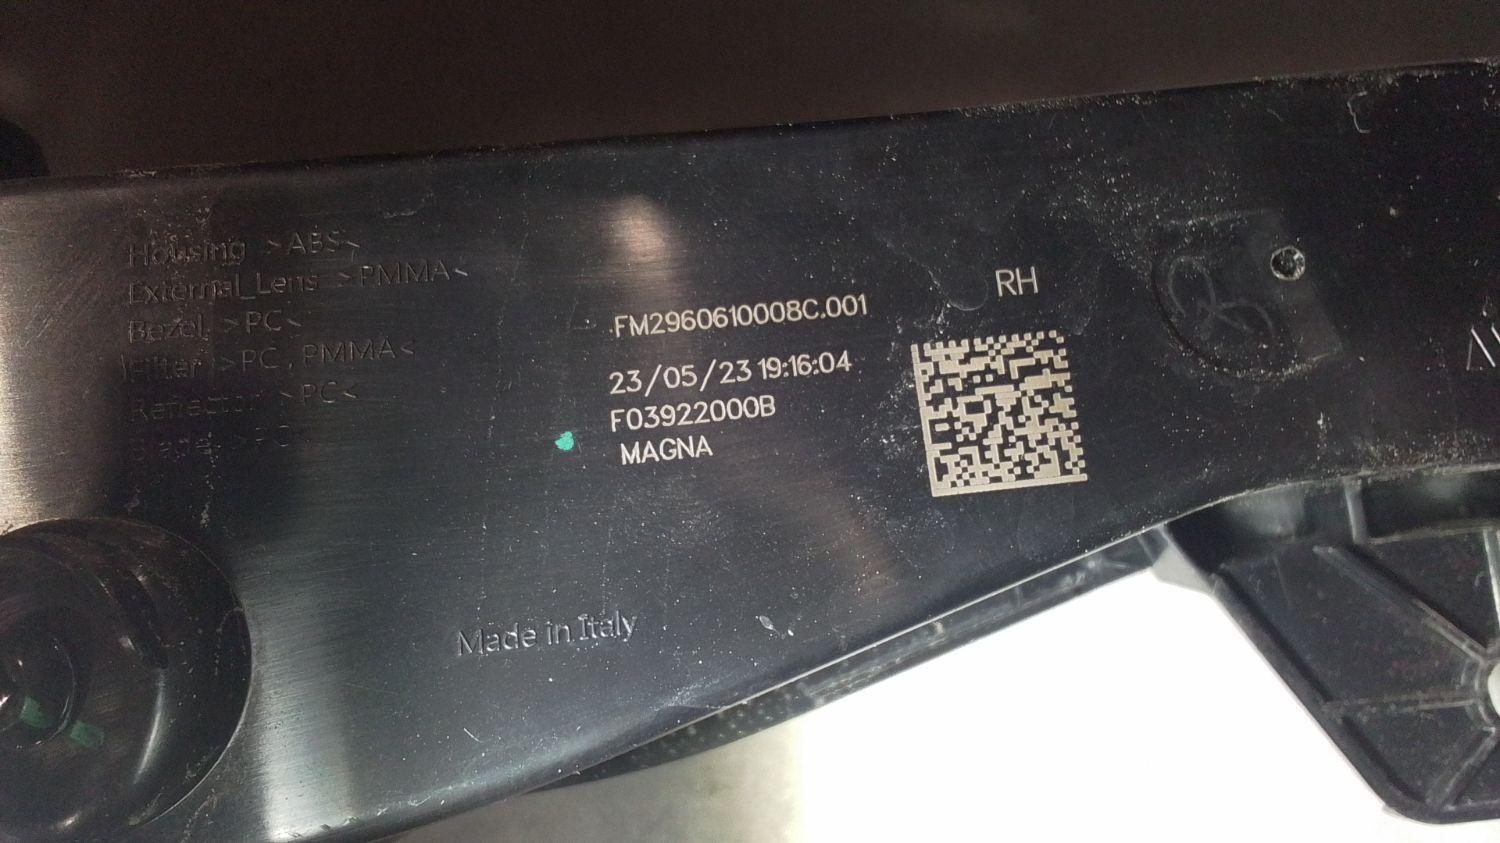 Housing >ABS<
External_Lens >PMMA<
Bezel >PC<
Filter >PC, PMMA<
Reflector >PC<
FM2960610008C.001
23/05/23 19:16:04
F03922000B
MAGNA
RH
Made in Italy